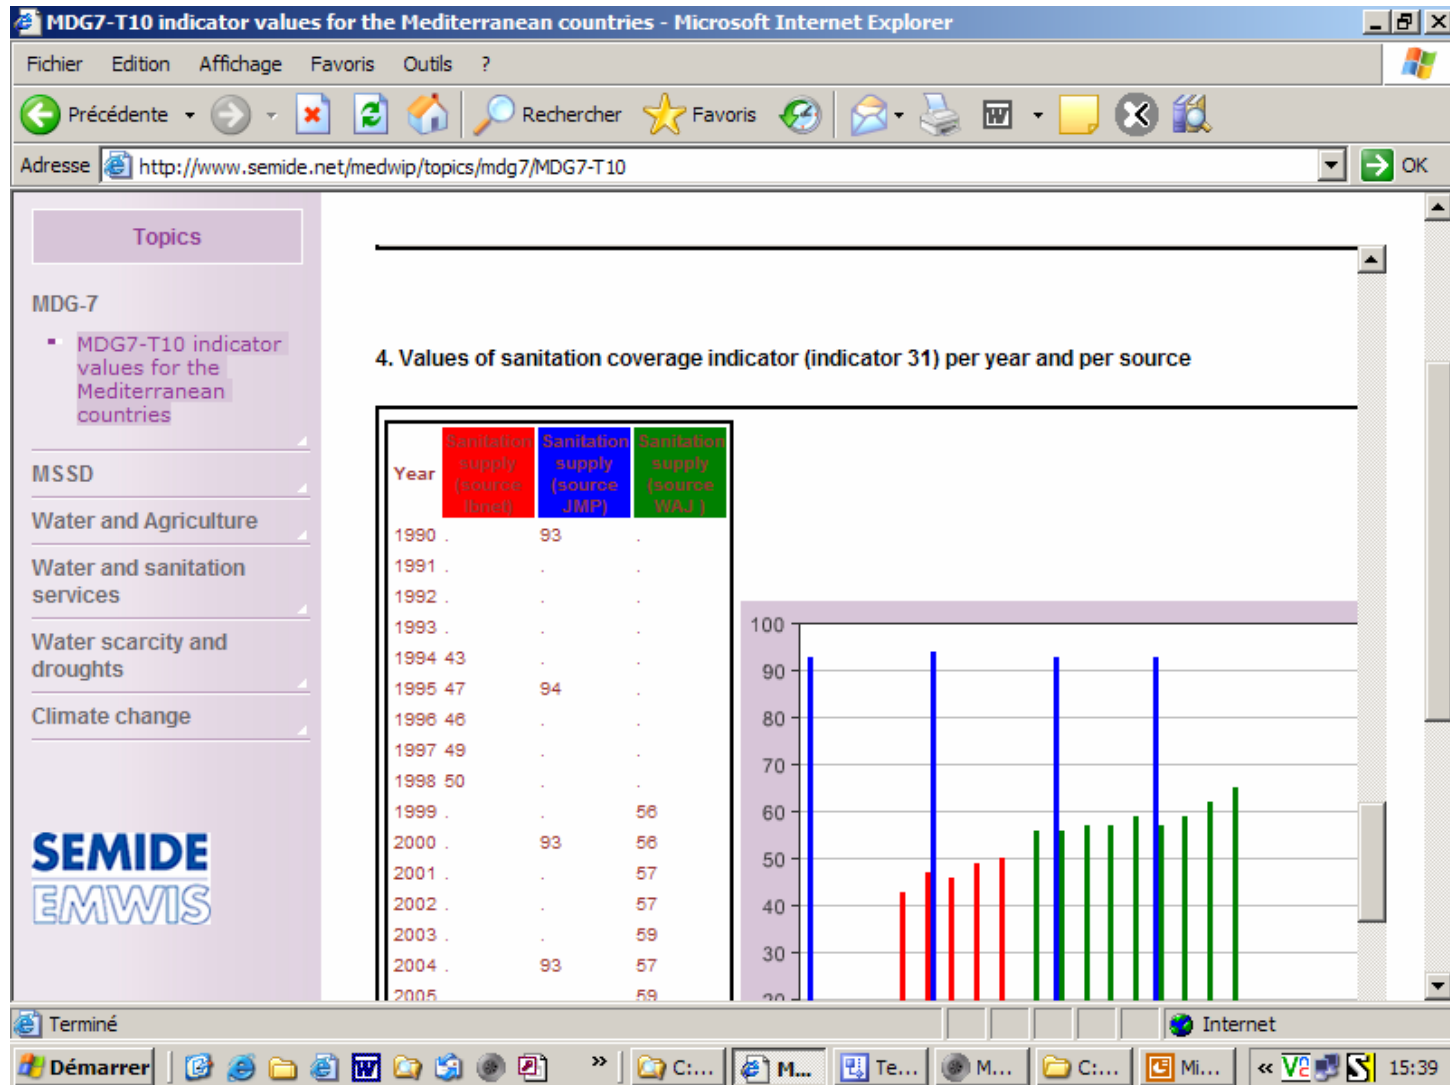 MDG7-T10 indicator values for the Mediterranean countries - Microsoft Internet Explorer
Fichier Edition Affichage Favoris Outils ?
Précédente Rechercher Favoris
Adresse http://www.semide.net/medwip/topics/mdg7/MDG7-T10 OK
Topics
MDG-7
MDG7-T10 indicator
values for the
Mediterranean
countries
MSSD
Water and Agriculture
Water and sanitation
services
Water scarcity and
droughts
Climate change
SEMIDE
EMWIS
4. Values of sanitation coverage indicator (indicator 31) per year and per source
Year
Sanitation
supply
(source
Ibnet)
Sanitation
supply
(source
JMP)
Sanitation
supply
(source
WAJ )
1990 . 93 .
1991 . . .
1992 . . .
1993 . . .
1994 43 . .
1995 47 94 .
1996 46 . .
1997 49 . .
1998 50 . .
1999 . . 56
2000 . 93 56
2001 . . 57
2002 . . 57
2003 . . 59
2004 . 93 57
2005 59
100
90
80
70
60
50
40
30
20
Terminé Internet
Démarrer » C:... M... Te... M... C:... Mi... « 15:39